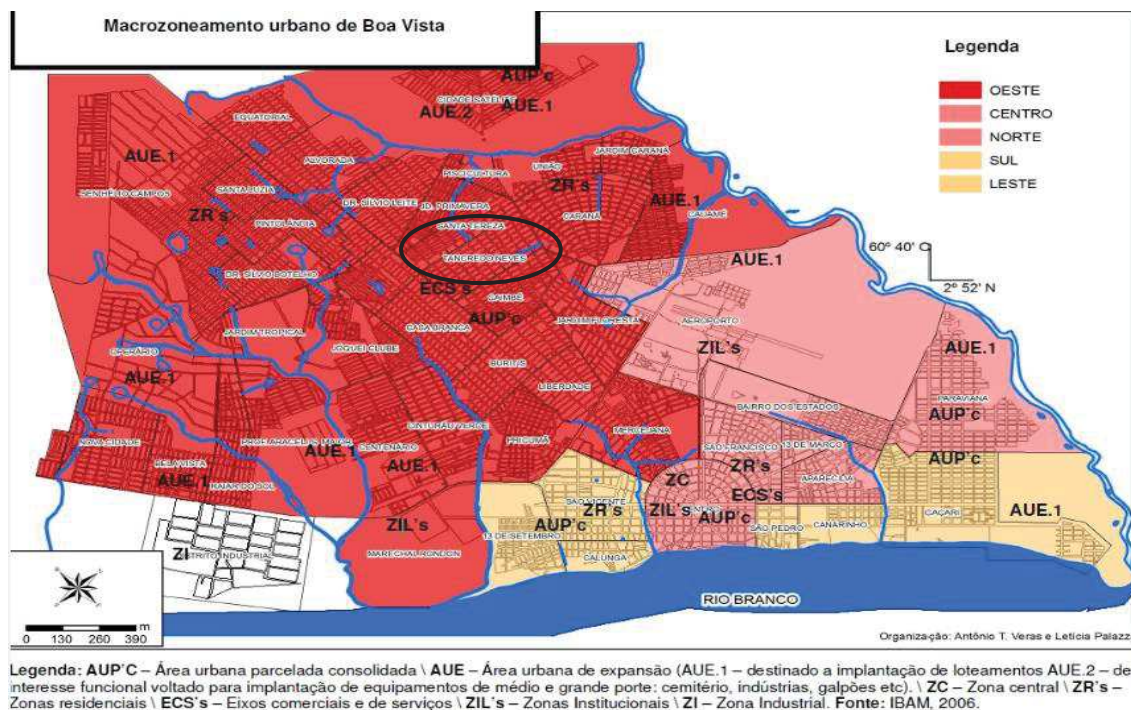 Macrozoneamento urbano de Boa Vista
Legenda
OESTE
CENTRO
NORTE
SUL
LESTE
AUP'c
CIDADE SATÉLITE
AUE.2
AUE.1
EQUATORIAL
AUE.1
ALVORADA
PISCICULTURA
UNIÃO
JARDIM CARANÃ
SEN HÉLIO CAMPOS
SANTA LUZIA
ZR's
DR. SÍLVIO LEITE
JD. PRIMAVERA
ZR's
CARANÃ
AUE.1
CAUAMÉ
PINTOLÂNDIA
SANTA TEREZA
TANCREDO NEVES
60° 40' O
2° 52' N
AUE.1
DR. SÍLVIO BOTELHO
ECS's
CAIMBÉ
AUP'c
CASA BRANCA
JARDIM FLORESTA
AEROPORTO
ZIL's
JARDIM TROPICAL
JOQUEI CLUBE
OPERÁRIO
AUE.1
BURITIS
LIBERDADE
AUE.1
PARAVIANA
AUP'c
BAIRRO DOS ESTADOS
NOVA CIDADE
CENTENÁRIO
CINTURÃO VERDE
PRICUMÃ
MERCEJANA
SÃO FRANCISCO
13 DE MARÇO
AUE.1
BELA VISTA
AUE.1
RAIAR DO SOL
AUE.1
ZC
ZR's
APARECIDA
AUP'c
ECS's
SÃO VICENTE
ZR's
ZIL's
CENTRO
AUP'c
CAÇARI
AUE.1
ZIL's
AUP'c
13 DE SETEMBRO
SÃO PEDRO
CANARINHO
ZI
DISTRITO INDUSTRIAL
MARECHAL RONDON
CALUNGA
RIO BRANCO
0 130 260 390 m
Organização: Antônio T. Veras e Letícia Palazz
Legenda: AUP'C – Área urbana parcelada consolidada \ AUE – Área urbana de expansão (AUE.1 – destinado a implantação de loteamentos AUE.2 – de
interesse funcional voltado para implantação de equipamentos de médio e grande porte: cemitério, indústrias, galpões etc). \ ZC – Zona central \ ZR's –
Zonas residenciais \ ECS's – Eixos comerciais e de serviços \ ZIL's – Zonas Institucionais \ ZI – Zona Industrial. Fonte: IBAM, 2006.